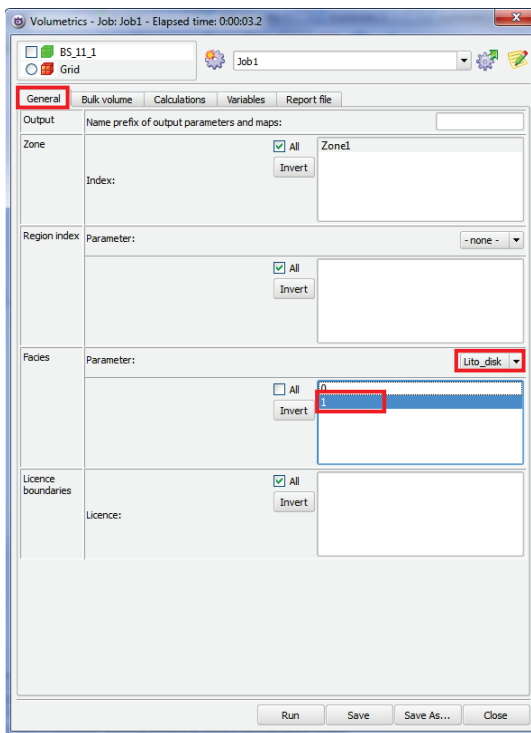 Volumetrics - Job: Job1 - Elapsed time: 0:00:03.2
BS_11_1
Grid
Job1
General Bulk volume Calculations Variables Report file
Output Name prefix of output parameters and maps:
Zone All Zone1
Invert
Index:
Region index Parameter: - none -
All
Invert
Facies Parameter: Lito_disk
All 0
Invert 1
Licence boundaries All
Invert
Licence:
Run Save Save As... Close